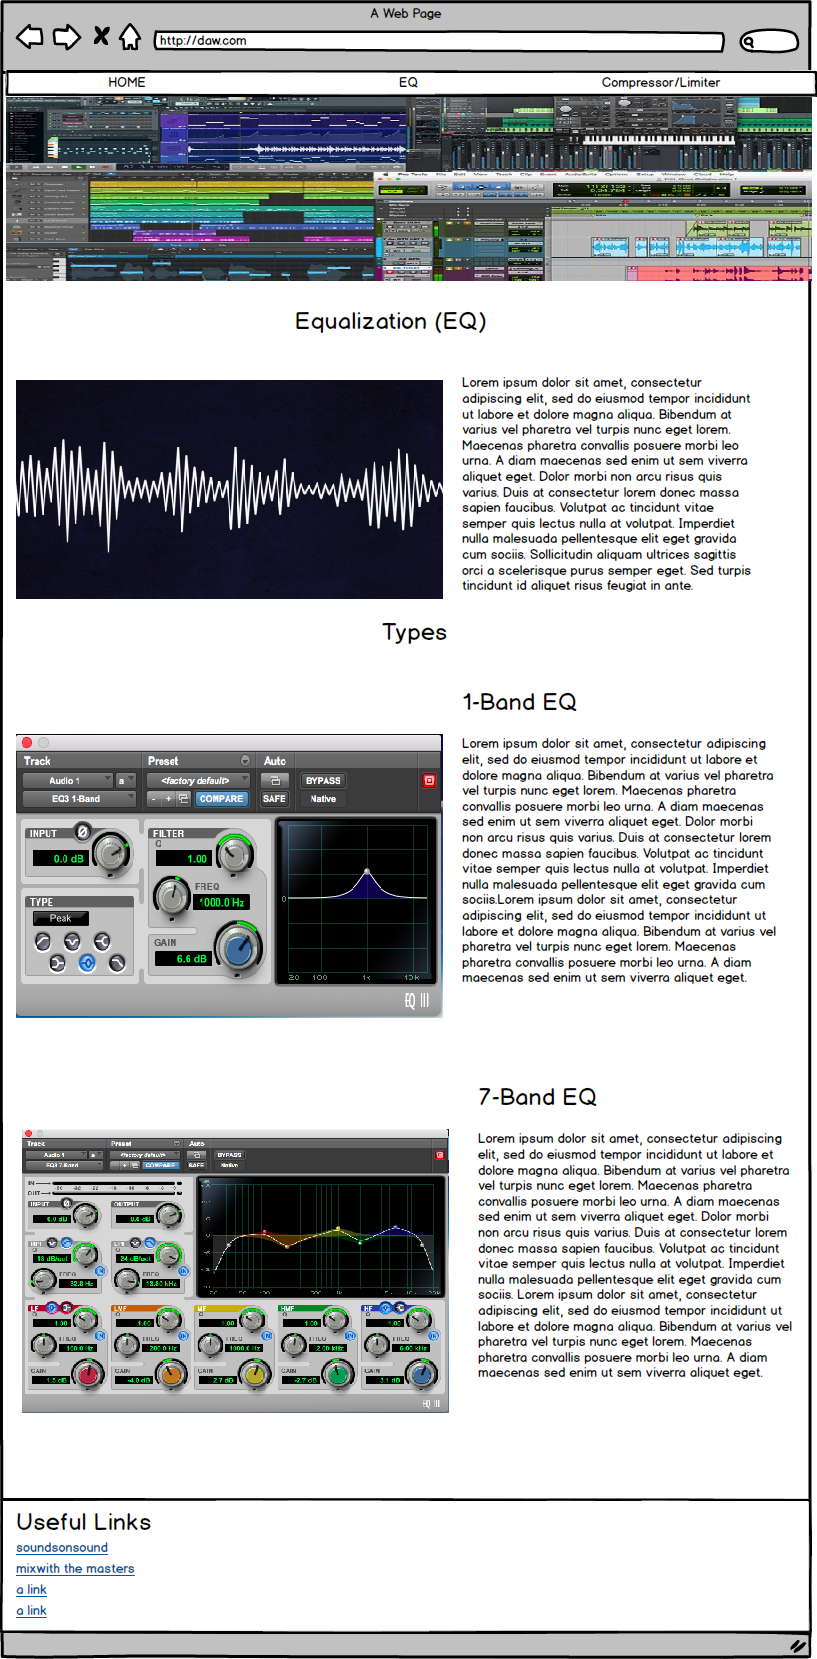 A Web Page
http://daw.com
HOME EQ Compressor/Limiter
Equalization (EQ)
Lorem ipsum dolor sit amet, consectetur
adipiscing elit, sed do eiusmod tempor incididunt
ut labore et dolore magna aliqua. Bibendum at
varius vel pharetra vel turpis nunc eget lorem.
Maecenas pharetra convallis posuere morbi leo
urna. A diam maecenas sed enim ut sem viverra
aliquet eget. Dolor morbi non arcu risus quis
varius. Duis at consectetur lorem donec massa
sapien faucibus. Volutpat ac tincidunt vitae
semper quis lectus nulla at volutpat. Imperdiet
nulla malesuada pellentesque elit eget gravida
cum sociis. Sollicitudin aliquam ultrices sagittis
orci a scelerisque purus semper eget. Sed turpis
tincidunt id aliquet risus feugiat in ante.
Types
1-Band EQ
Track Preset Auto
Audio 1 a <factory default> BYPASS
EQ3 1-Band - + COMPARE SAFE Native
INPUT FILTER
Q
0.0 dB 1.00
FREQ
1000.0 Hz
TYPE
Peak
GAIN
6.6 dB
0
20 100 1k 10k
EQ III
Lorem ipsum dolor sit amet, consectetur adipiscing
elit, sed do eiusmod tempor incididunt ut labore et
dolore magna aliqua. Bibendum at varius vel pharetra
vel turpis nunc eget lorem. Maecenas pharetra
convallis posuere morbi leo urna. A diam maecenas
sed enim ut sem viverra aliquet eget. Dolor morbi
non arcu risus quis varius. Duis at consectetur lorem
donec massa sapien faucibus. Volutpat ac tincidunt
vitae semper quis lectus nulla at volutpat. Imperdiet
nulla malesuada pellentesque elit eget gravida cum
sociis.Lorem ipsum dolor sit amet, consectetur
adipiscing elit, sed do eiusmod tempor incididunt ut
labore et dolore magna aliqua. Bibendum at varius vel
pharetra vel turpis nunc eget lorem. Maecenas
pharetra convallis posuere morbi leo urna. A diam
maecenas sed enim ut sem viverra aliquet eget.
7-Band EQ
Track Preset Auto
Audio 1 <factory default> BYPASS
EQ3 7-Band COMPARE SAFE Native
IN
OUT
INPUT OUTPUT
0.0 dB 0.0 dB
18 dB/oct 24 dB/oct
FREQ FREQ
LF LMF MF HMF HF
1.00 1.00 1.00 1.00 1.00
FREQ FREQ FREQ FREQ FREQ
100.0 Hz 200.0 Hz 1000.0 Hz 2.00 kHz 6.00 kHz
GAIN GAIN GAIN GAIN GAIN
1.5 dB -4.0 dB 2.7 dB -2.7 dB 3.1 dB
EQ III
Lorem ipsum dolor sit amet, consectetur adipiscing
elit, sed do eiusmod tempor incididunt ut labore et
dolore magna aliqua. Bibendum at varius vel pharetra
vel turpis nunc eget lorem. Maecenas pharetra
convallis posuere morbi leo urna. A diam maecenas
sed enim ut sem viverra aliquet eget. Dolor morbi
non arcu risus quis varius. Duis at consectetur lorem
donec massa sapien faucibus. Volutpat ac tincidunt
vitae semper quis lectus nulla at volutpat. Imperdiet
nulla malesuada pellentesque elit eget gravida cum
sociis. Lorem ipsum dolor sit amet, consectetur
adipiscing elit, sed do eiusmod tempor incididunt ut
labore et dolore magna aliqua. Bibendum at varius vel
pharetra vel turpis nunc eget lorem. Maecenas
pharetra convallis posuere morbi leo urna. A diam
maecenas sed enim ut sem viverra aliquet eget.
Useful Links
soundsonsound
mixwith the masters
a link
a link